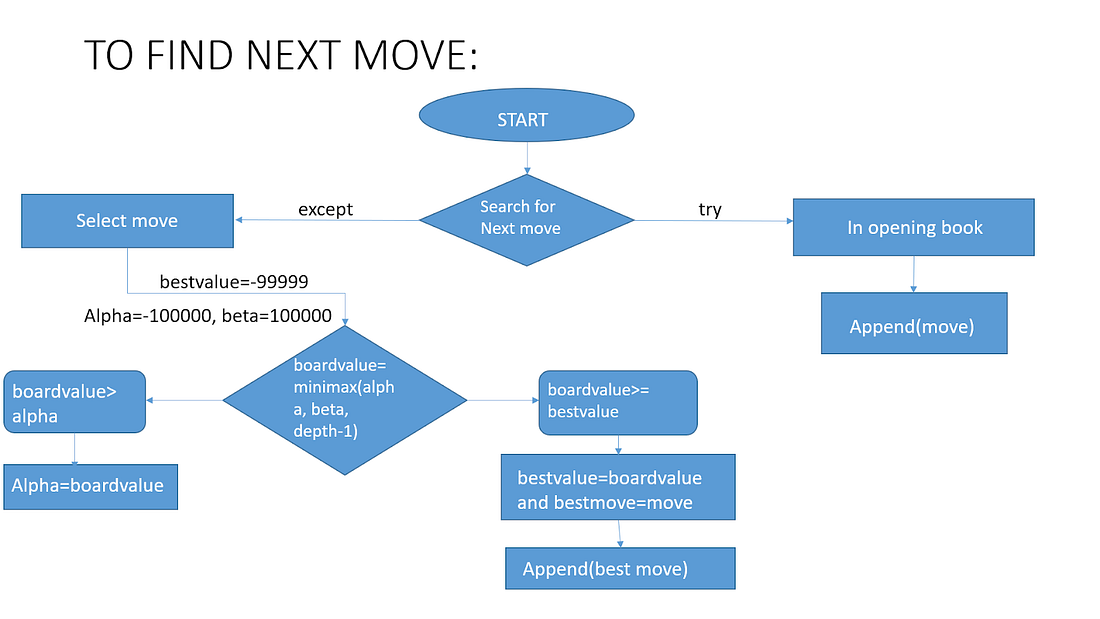 TO FIND NEXT MOVE:
START
Search for
Next move
except
try
Select move
In opening book
bestvalue=-99999
Alpha=-100000, beta=100000
Append(move)
boardvalue=
minimax(alph
a, beta,
depth-1)
boardvalue>
alpha
boardvalue>=
bestvalue
Alpha=boardvalue
bestvalue=boardvalue
and bestmove=move
Append(best move)